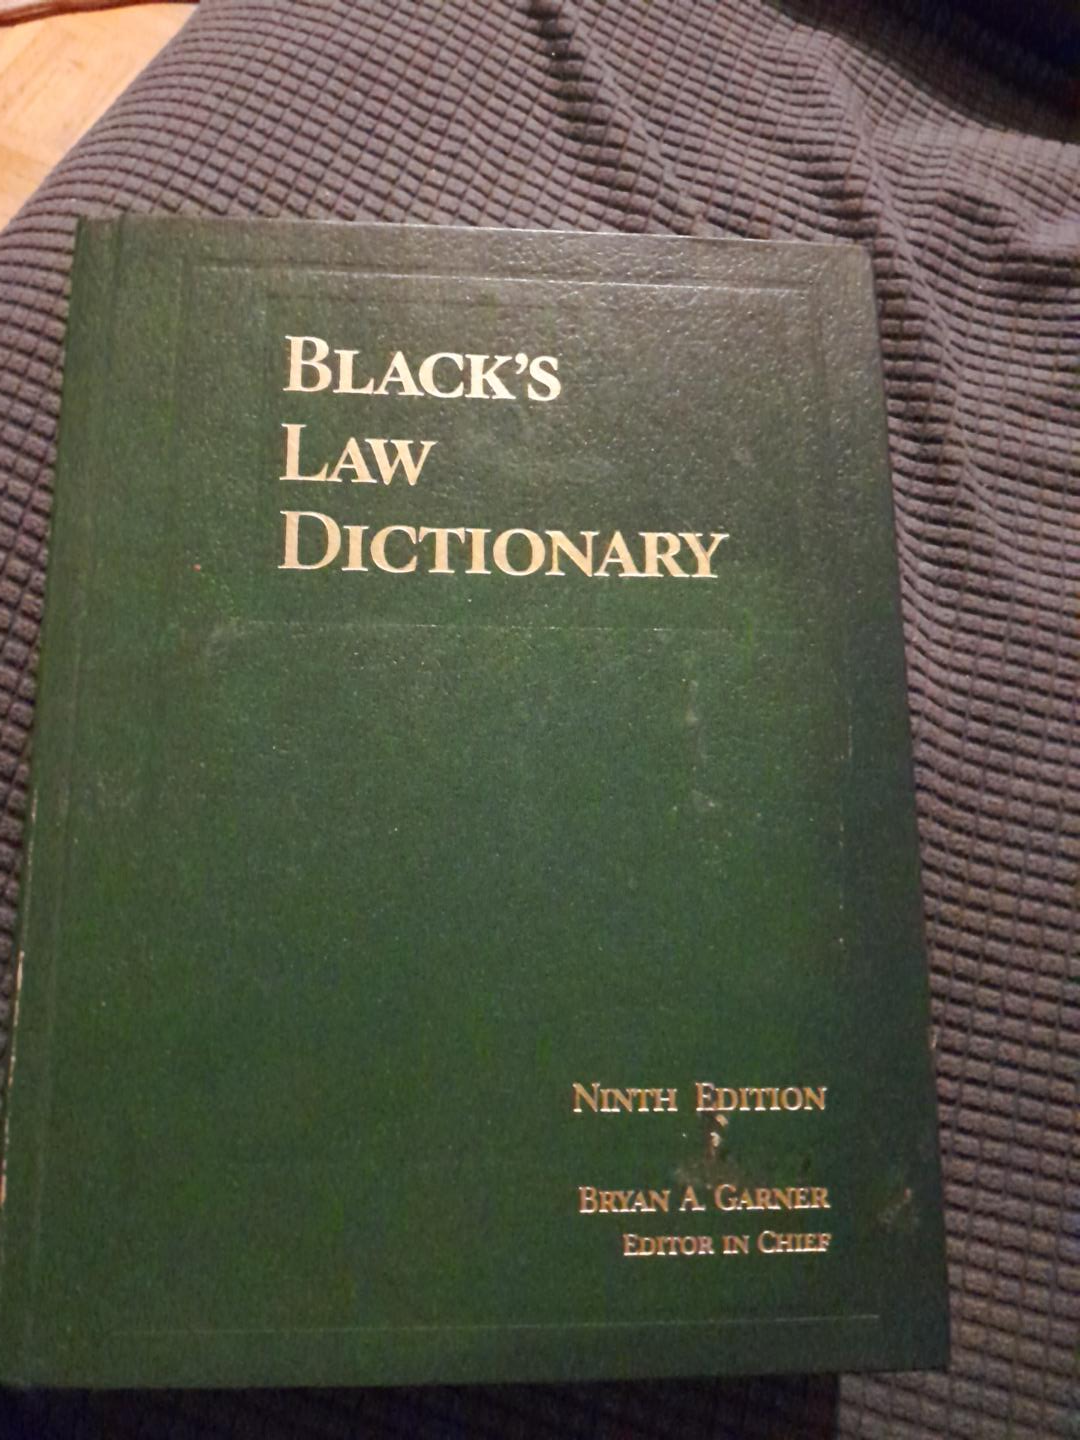 BLACK'S
LAW
DICTIONARY
NINTH EDITION
BRYAN A. GARNER
EDITOR IN CHIEF